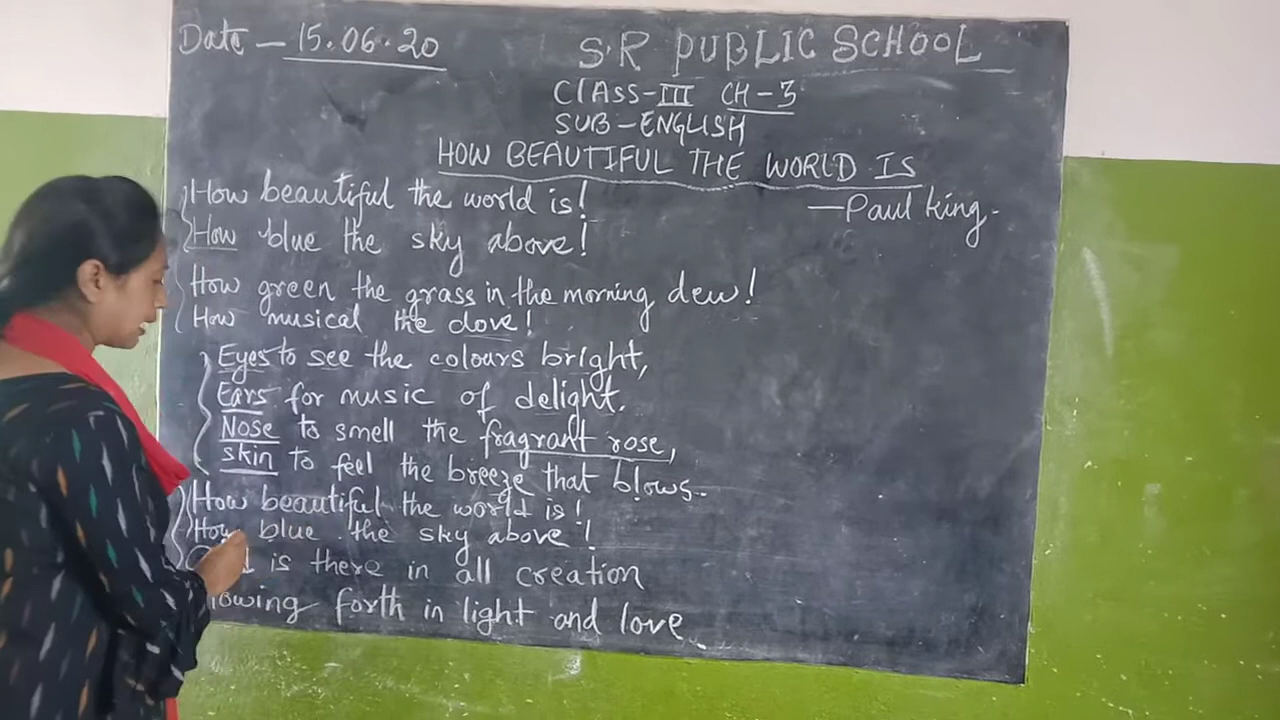 Date - 15.06.20
S.R PUBLIC SCHOOL
ClASS-III CH-3
SUB-ENGLISH
HOW BEAUTIFUL THE WORLD IS
-Paul king.
How beautiful the world is!
How blue the sky above!
How green the grass in the morning dew!
How musical the dove!
Eyes to see the colours bright,
Ears for music of delight.
Nose to smell the fragrant rose,
skin to feel the breeze that blows..
How beautiful the world is!
How blue the sky above!
is there in all creation
forth in light and love